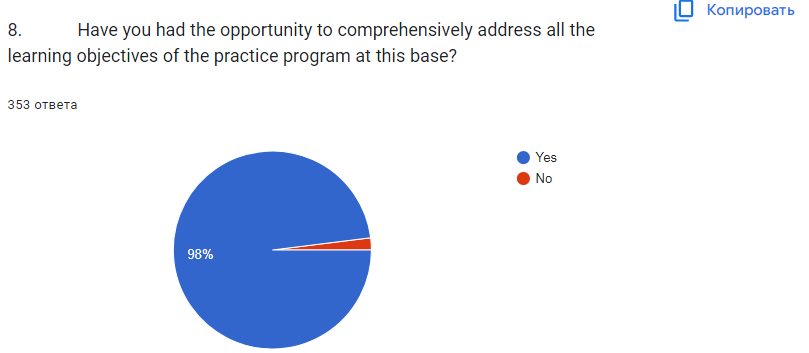 Копировать
8. Have you had the opportunity to comprehensively address all the
learning objectives of the practice program at this base?
353 ответа
Yes
No
98%